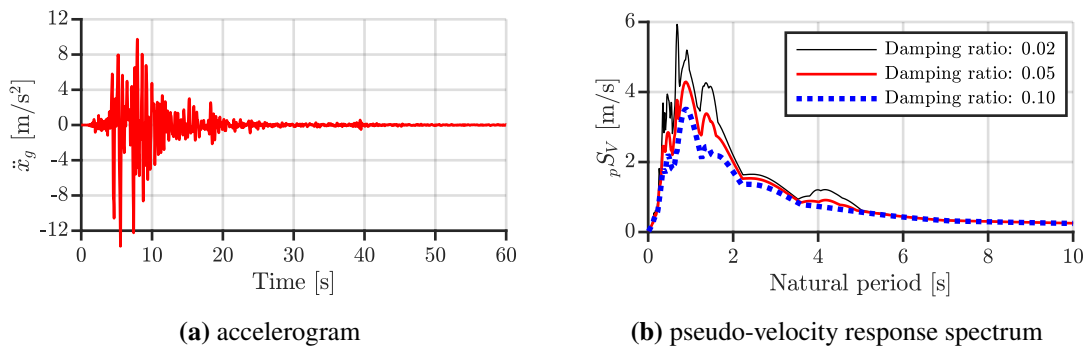 12
8
4
0
-4
-8
-12
ẍ_g [m/s²]
0 10 20 30 40 50 60
Time [s]
(a) accelerogram
6
4
2
0
pS_V [m/s]
Damping ratio: 0.02
Damping ratio: 0.05
Damping ratio: 0.10
0 2 4 6 8 10
Natural period [s]
(b) pseudo-velocity response spectrum